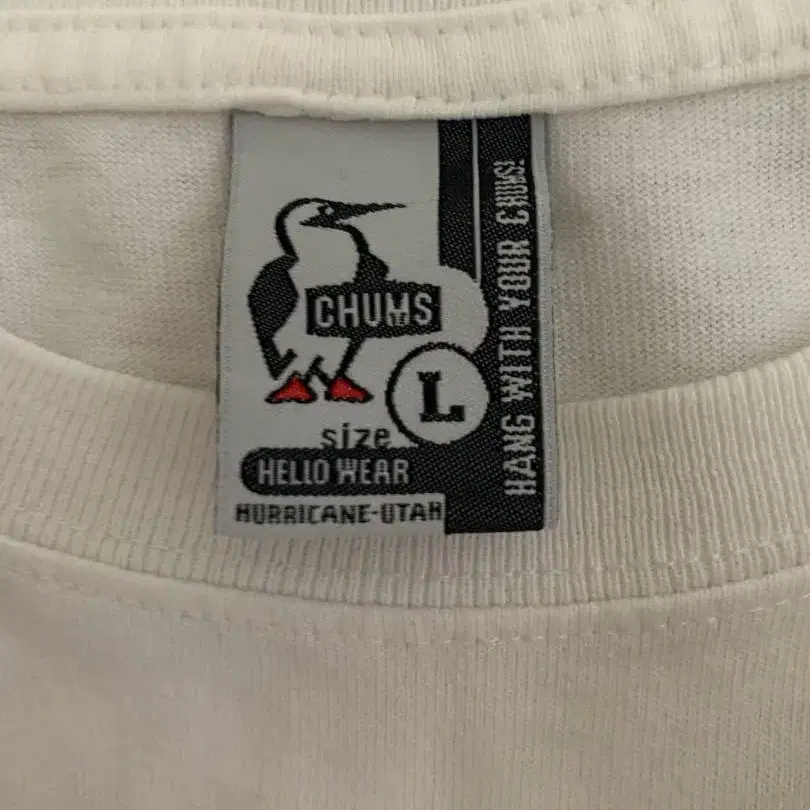 CHUMS
L
size
HELLO WEAR
HURRICANE-UTAH
HANG WITH YOUR CHUMS!